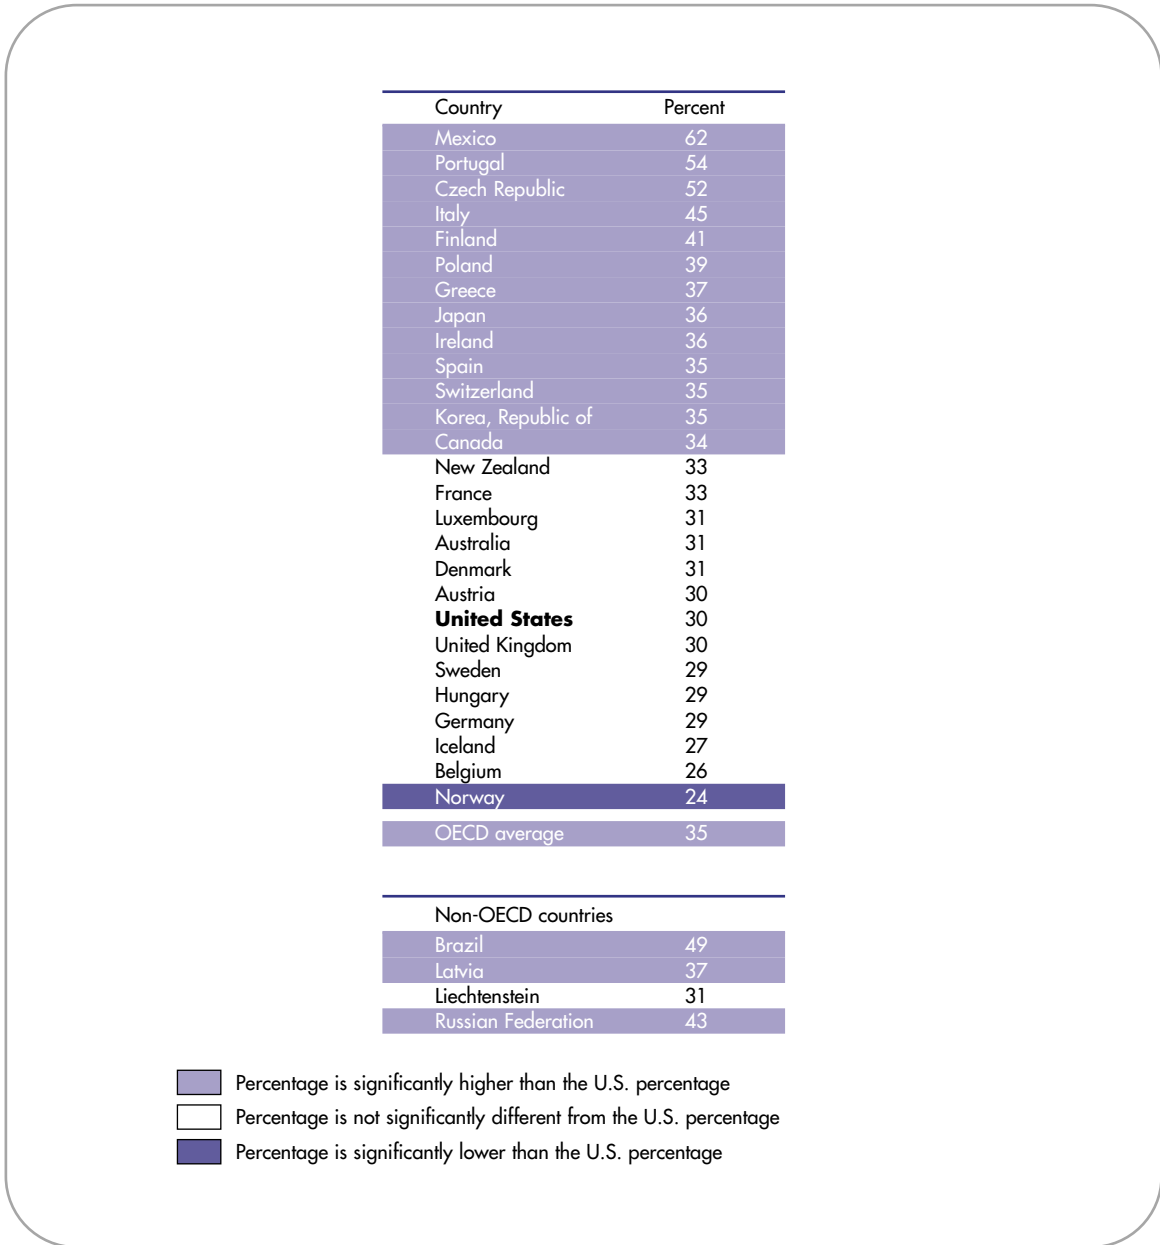 Country Percent
Mexico 62
Portugal 54
Czech Republic 52
Italy 45
Finland 41
Poland 39
Greece 37
Japan 36
Ireland 36
Spain 35
Switzerland 35
Korea, Republic of 35
Canada 34
New Zealand 33
France 33
Luxembourg 31
Australia 31
Denmark 31
Austria 30
United States 30
United Kingdom 30
Sweden 29
Hungary 29
Germany 29
Iceland 27
Belgium 26
Norway 24
OECD average 35
Non-OECD countries
Brazil 49
Latvia 37
Liechtenstein 31
Russian Federation 43
Percentage is significantly higher than the U.S. percentage
Percentage is not significantly different from the U.S. percentage
Percentage is significantly lower than the U.S. percentage